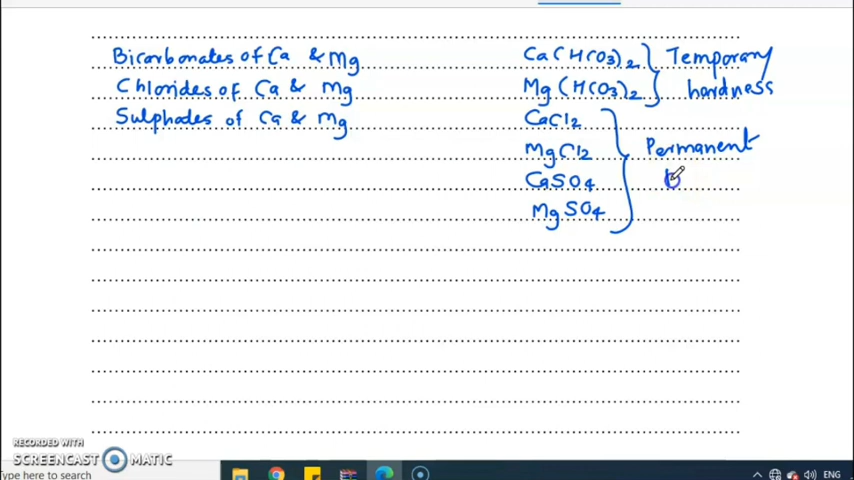 Bicarbonates of Ca & Mg
Ca(HCO3)2 Temporary
Chlorides of Ca & Mg
Mg(HCO3)2 hardness
Sulphates of Ca & Mg
CaCl2
MgCl2 Permanent
CaSO4
MgSO4
RECORDED WITH
SCREENCAST MATIC
Type here to search
ENG